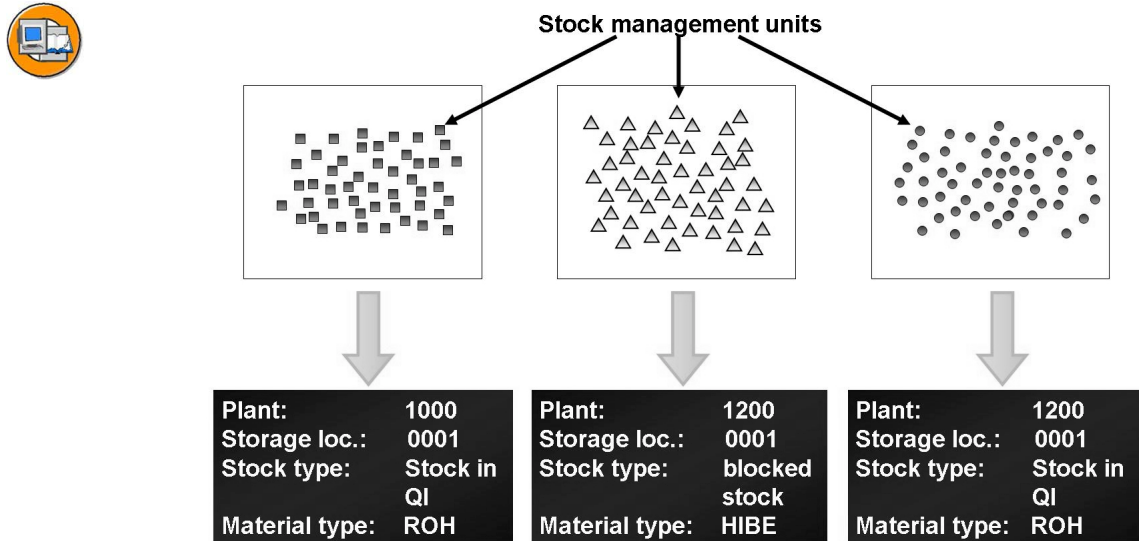 Stock management units
Plant: 1000
Storage loc.: 0001
Stock type: Stock in
QI
Material type: ROH
Plant: 1200
Storage loc.: 0001
Stock type: blocked
stock
Material type: HIBE
Plant: 1200
Storage loc.: 0001
Stock type: Stock in
QI
Material type: ROH